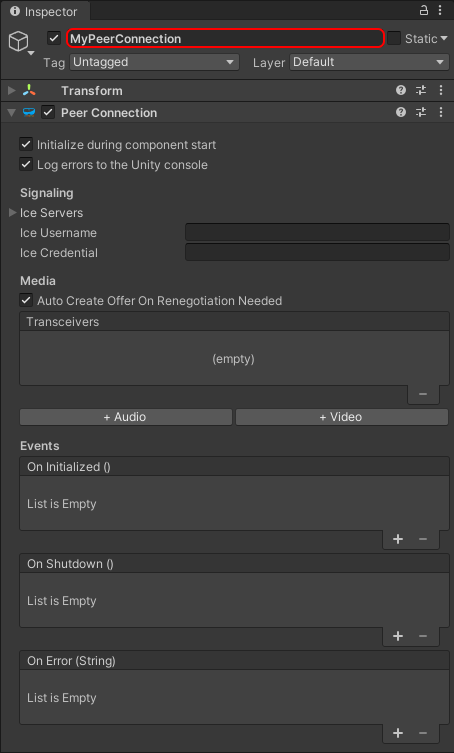 Inspector
MyPeerConnection Static
Tag Untagged Layer Default
Transform
Peer Connection
Initialize during component start
Log errors to the Unity console
Signaling
Ice Servers
Ice Username
Ice Credential
Media
Auto Create Offer On Renegotiation Needed
Transceivers
(empty)
+ Audio + Video
Events
On Initialized ()
List is Empty
On Shutdown ()
List is Empty
On Error (String)
List is Empty